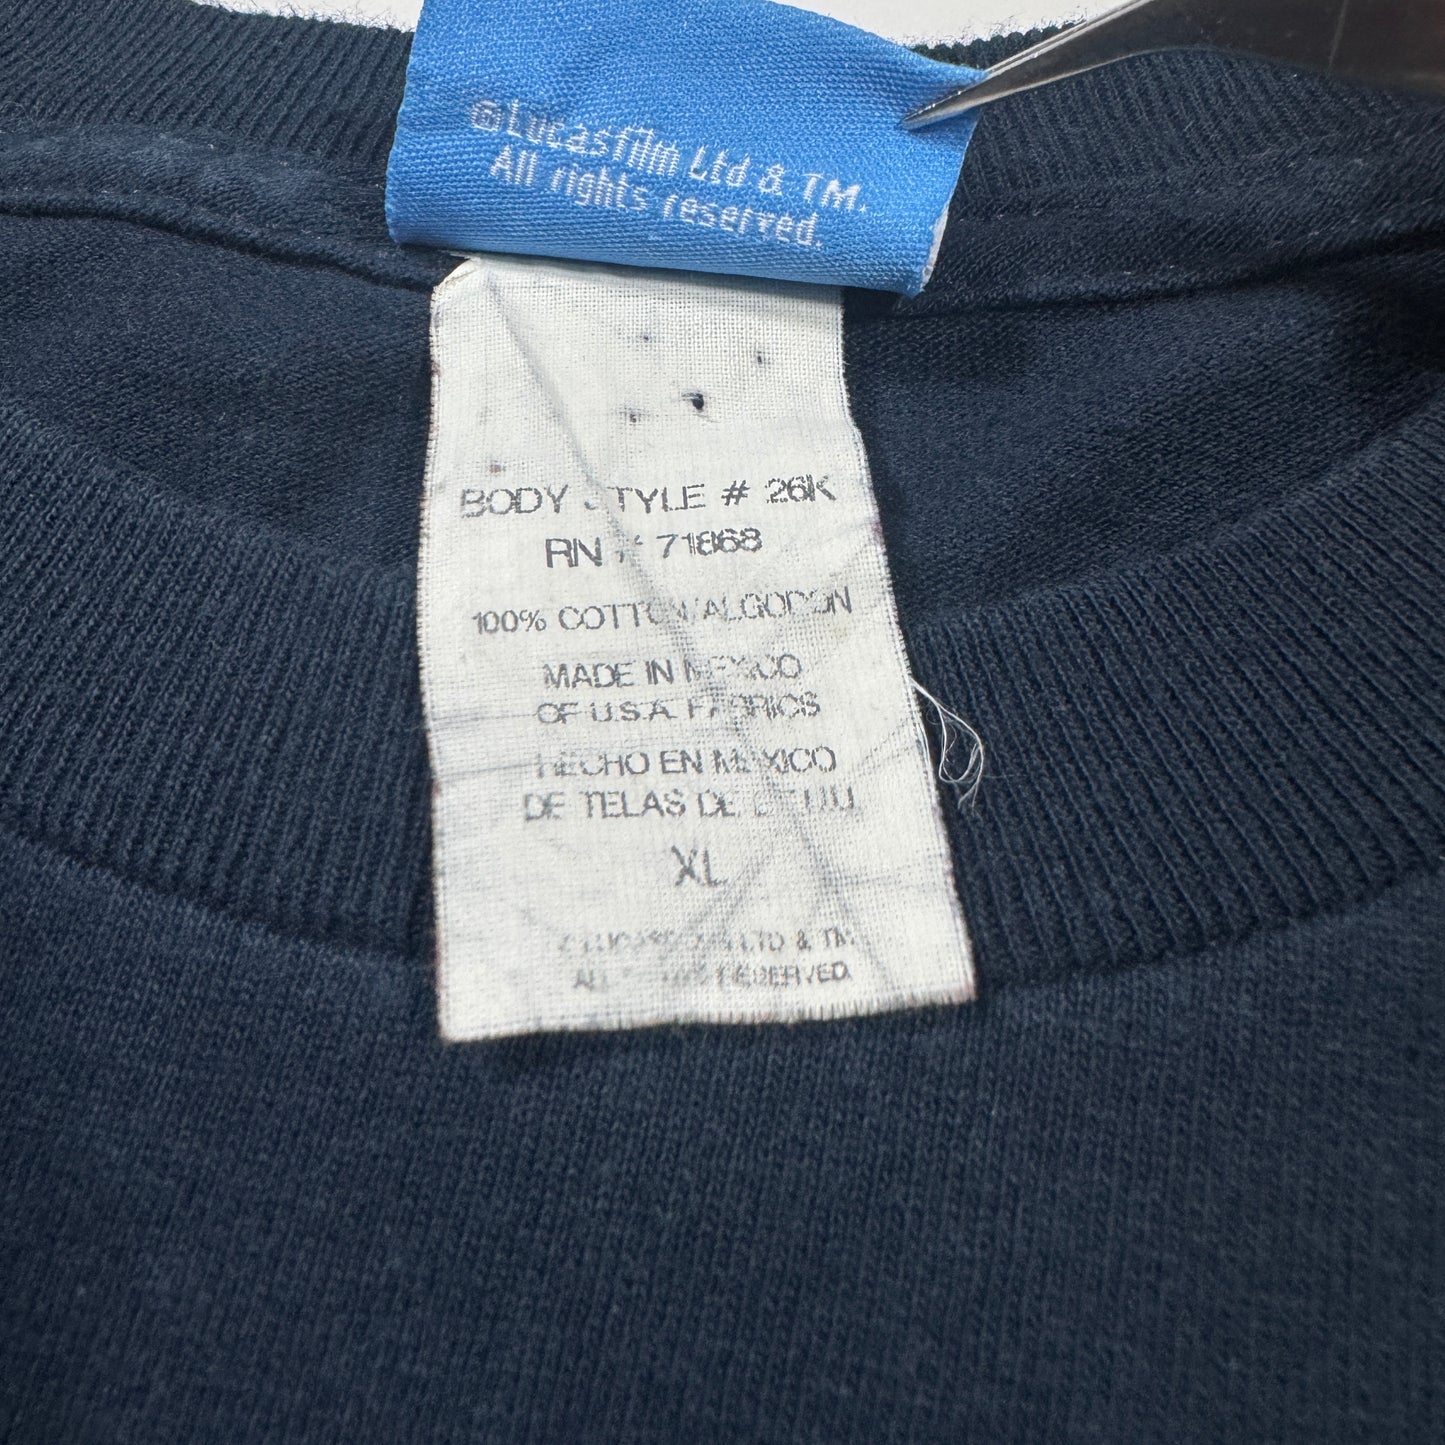 ©Lucasfilm Ltd & TM.
All rights reserved.
BODY STYLE # 26K
RN # 71868
100% COTTON/ALGODON
MADE IN MEXICO
OF U.S.A. FABRICS
HECHO EN MEXICO
DE TELAS DE E.U.
XL
LTD & TM
ALL RESERVED.